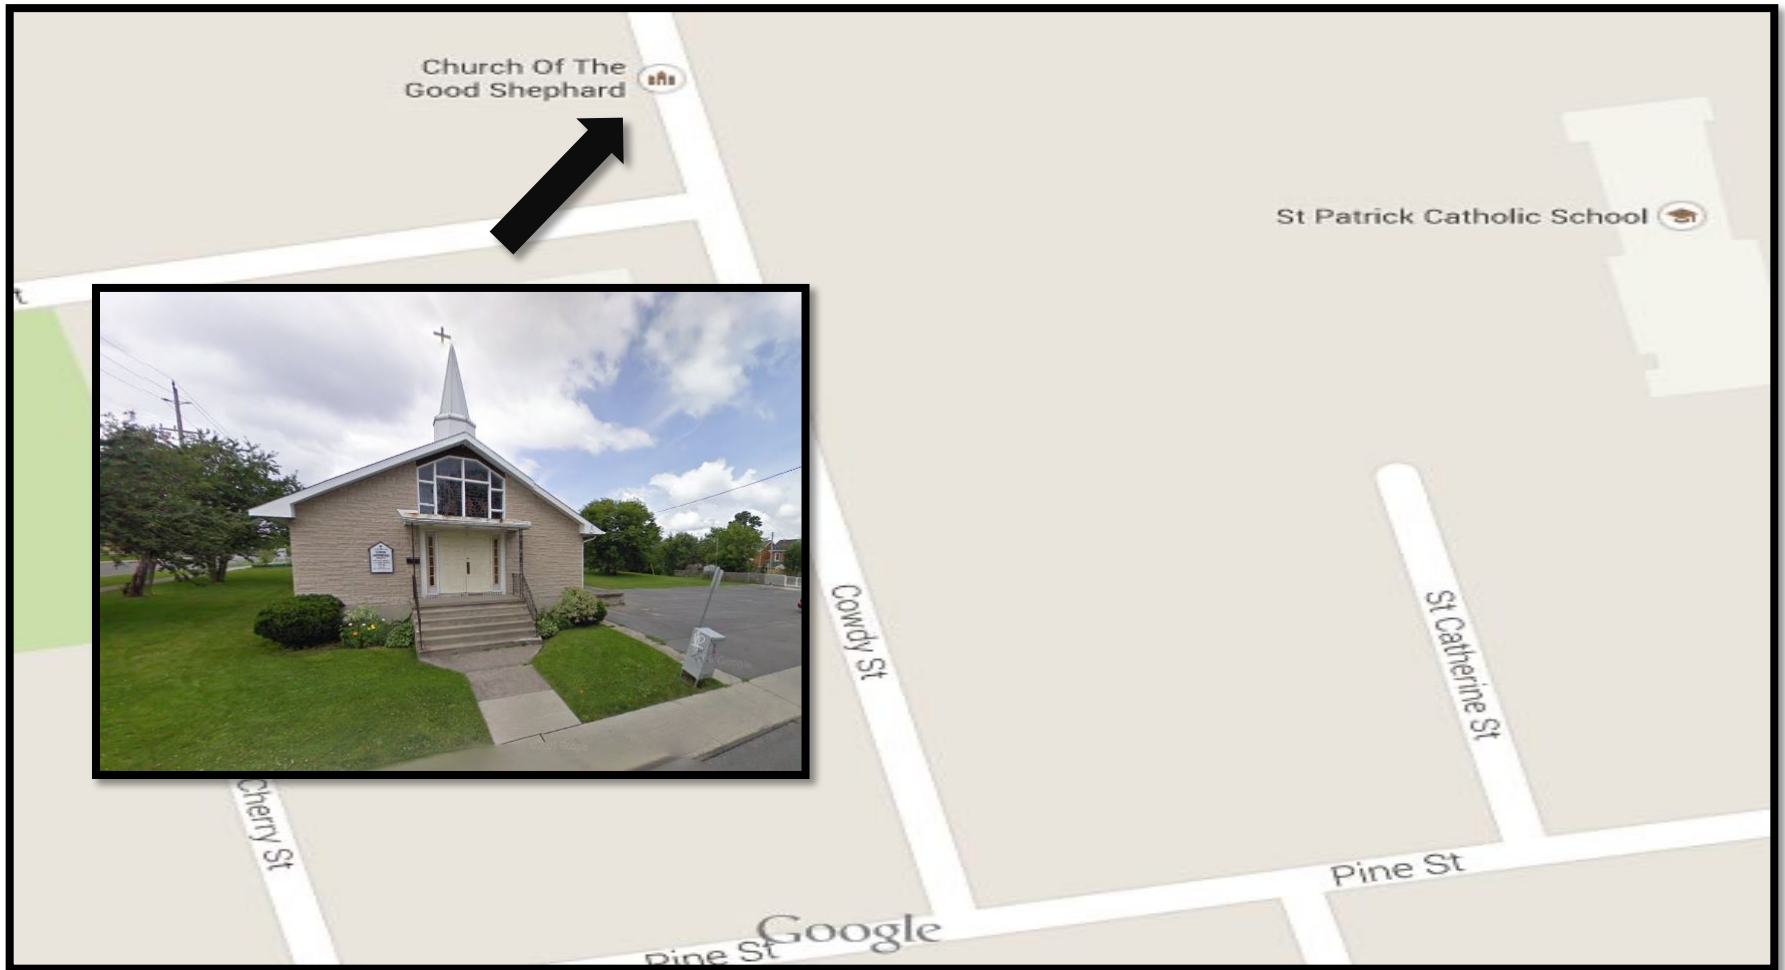 Church Of The
Good Shephard
St Patrick Catholic School
t
Cowdy St
St Catherine St
Cherry St
Pine St
Google
Pine St